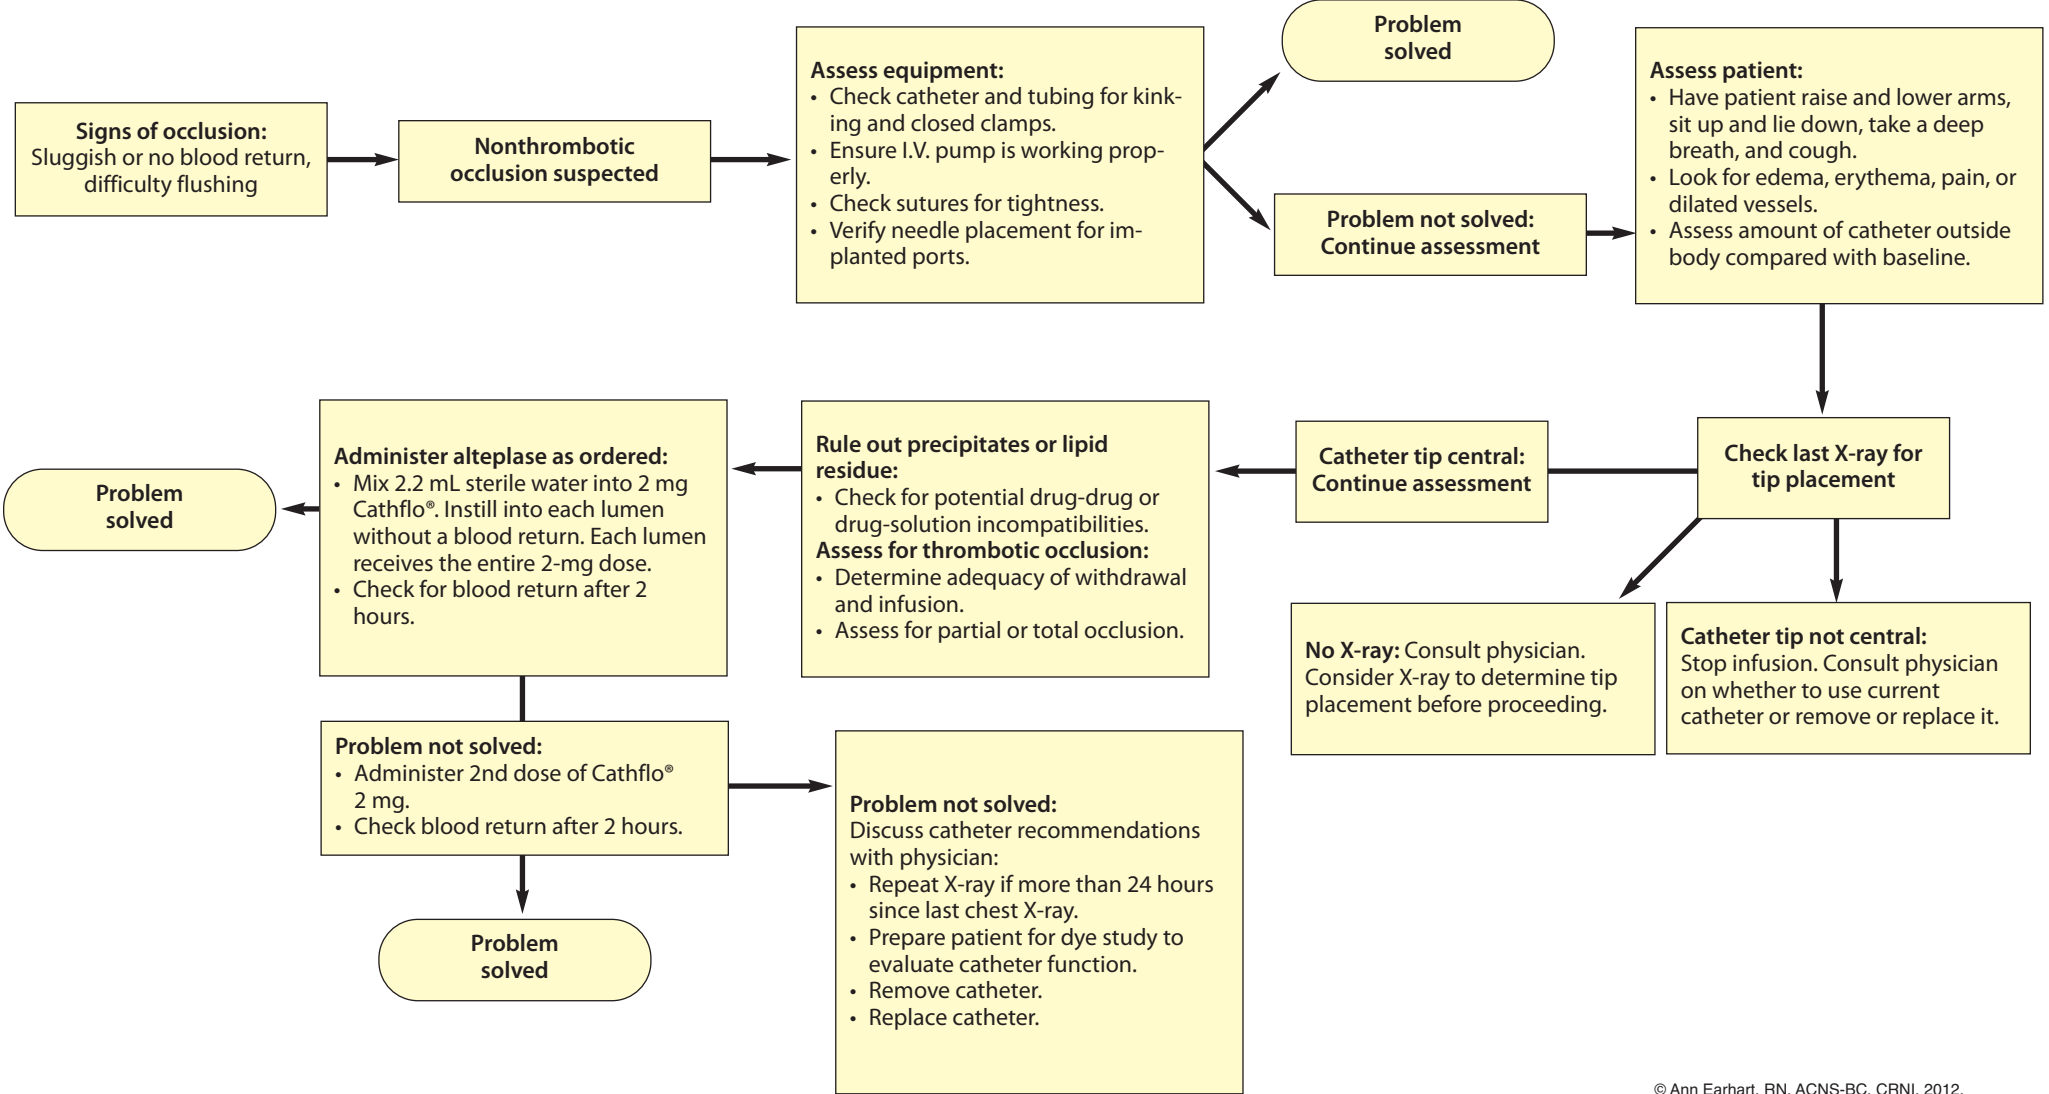 Signs of occlusion:
Sluggish or no blood return,
difficulty flushing
Nonthrombotic
occlusion suspected
Assess equipment:
• Check catheter and tubing for kink-
ing and closed clamps.
• Ensure I.V. pump is working prop-
erly.
• Check sutures for tightness.
• Verify needle placement for im-
planted ports.
Problem
solved
Problem not solved:
Continue assessment
Assess patient:
• Have patient raise and lower arms,
sit up and lie down, take a deep
breath, and cough.
• Look for edema, erythema, pain, or
dilated vessels.
• Assess amount of catheter outside
body compared with baseline.
Check last X-ray for
tip placement
Catheter tip central:
Continue assessment
No X-ray: Consult physician.
Consider X-ray to determine tip
placement before proceeding.
Catheter tip not central:
Stop infusion. Consult physician
on whether to use current
catheter or remove or replace it.
Rule out precipitates or lipid
residue:
• Check for potential drug-drug or
drug-solution incompatibilities.
Assess for thrombotic occlusion:
• Determine adequacy of withdrawal
and infusion.
• Assess for partial or total occlusion.
Administer alteplase as ordered:
• Mix 2.2 mL sterile water into 2 mg
Cathflo®. Instill into each lumen
without a blood return. Each lumen
receives the entire 2-mg dose.
• Check for blood return after 2
hours.
Problem
solved
Problem not solved:
• Administer 2nd dose of Cathflo®
2 mg.
• Check blood return after 2 hours.
Problem
solved
Problem not solved:
Discuss catheter recommendations
with physician:
• Repeat X-ray if more than 24 hours
since last chest X-ray.
• Prepare patient for dye study to
evaluate catheter function.
• Remove catheter.
• Replace catheter.
© Ann Earhart, RN, ACNS-BC, CRNI, 2012.